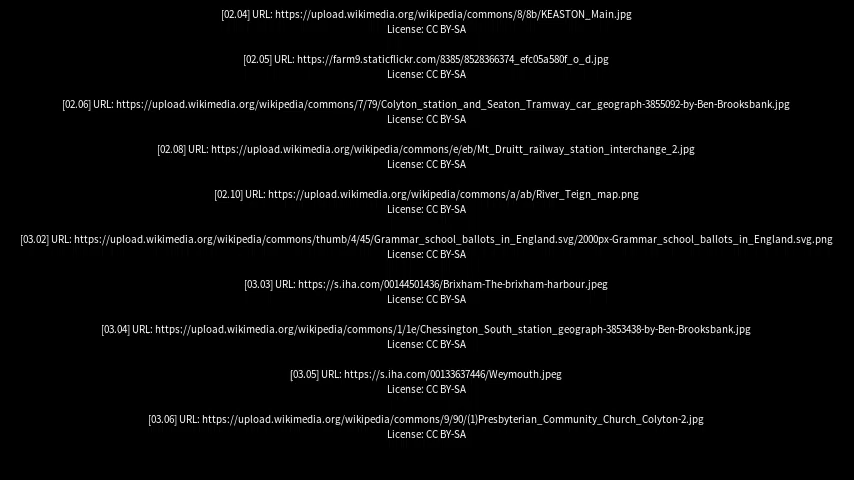 [02.04] URL: https://upload.wikimedia.org/wikipedia/commons/8/8b/KEASTON_Main.jpg
License: CC BY-SA
[02.05] URL: https://farm9.staticflickr.com/8385/8528366374_efc05a580f_o_d.jpg
License: CC BY-SA
[02.06] URL: https://upload.wikimedia.org/wikipedia/commons/7/79/Colyton_station_and_Seaton_Tramway_car_geograph-3855092-by-Ben-Brooksbank.jpg
License: CC BY-SA
[02.08] URL: https://upload.wikimedia.org/wikipedia/commons/e/eb/Mt_Druitt_railway_station_interchange_2.jpg
License: CC BY-SA
[02.10] URL: https://upload.wikimedia.org/wikipedia/commons/a/ab/River_Teign_map.png
License: CC BY-SA
[03.02] URL: https://upload.wikimedia.org/wikipedia/commons/thumb/4/45/Grammar_school_ballots_in_England.svg/2000px-Grammar_school_ballots_in_England.svg.png
License: CC BY-SA
[03.03] URL: https://s.iha.com/00144501436/Brixham-The-brixham-harbour.jpeg
License: CC BY-SA
[03.04] URL: https://upload.wikimedia.org/wikipedia/commons/1/1e/Chessington_South_station_geograph-3853438-by-Ben-Brooksbank.jpg
License: CC BY-SA
[03.05] URL: https://s.iha.com/00133637446/Weymouth.jpeg
License: CC BY-SA
[03.06] URL: https://upload.wikimedia.org/wikipedia/commons/9/90/(1)Presbyterian_Community_Church_Colyton-2.jpg
License: CC BY-SA